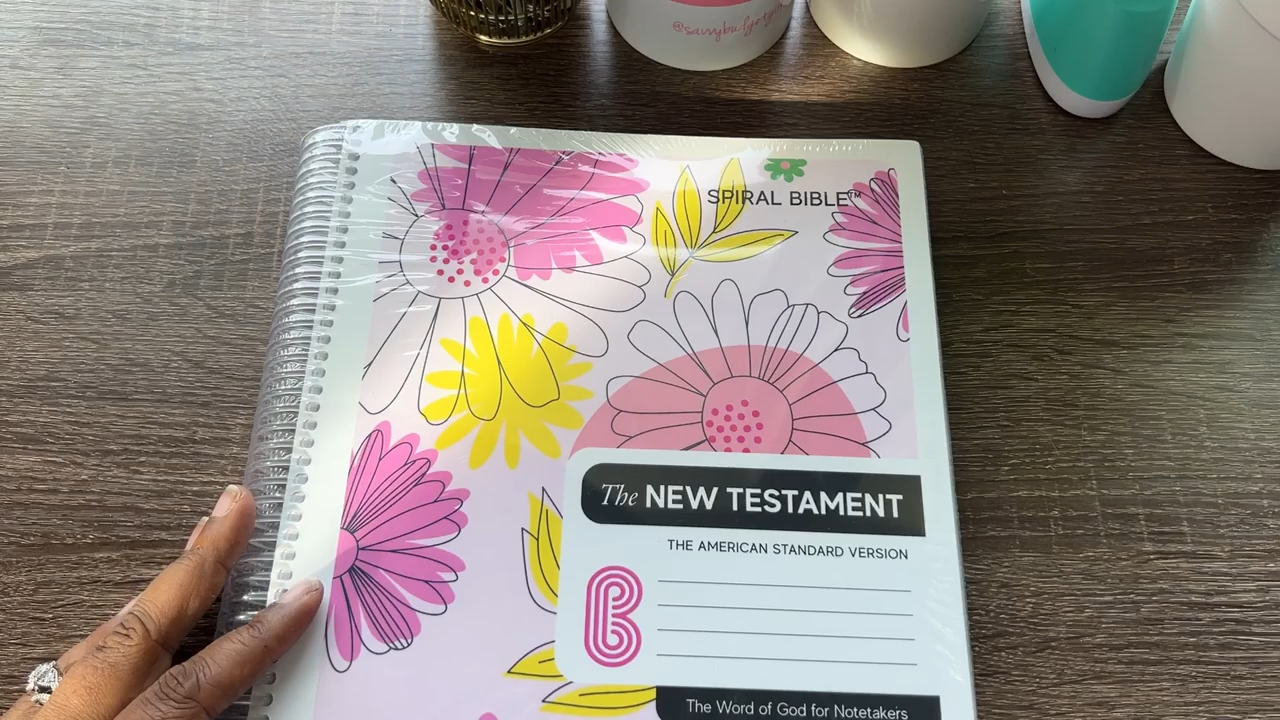 SPIRAL BIBLE™
The NEW TESTAMENT
THE AMERICAN STANDARD VERSION
B
The Word of God for Notetakers